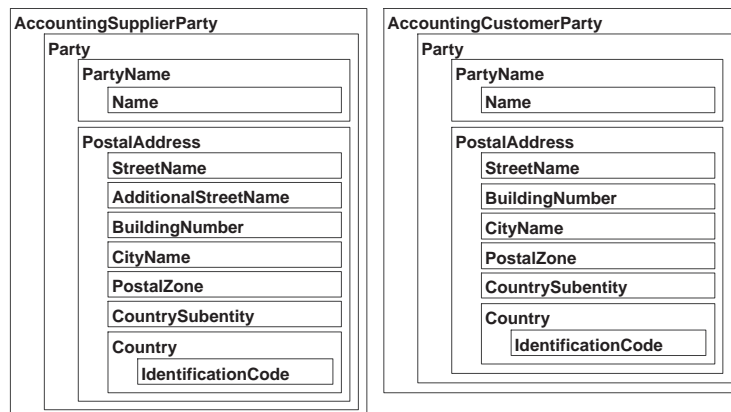 AccountingSupplierParty
Party
PartyName
Name
PostalAddress
StreetName
AdditionalStreetName
BuildingNumber
CityName
PostalZone
CountrySubentity
Country
IdentificationCode
AccountingCustomerParty
Party
PartyName
Name
PostalAddress
StreetName
BuildingNumber
CityName
PostalZone
CountrySubentity
Country
IdentificationCode